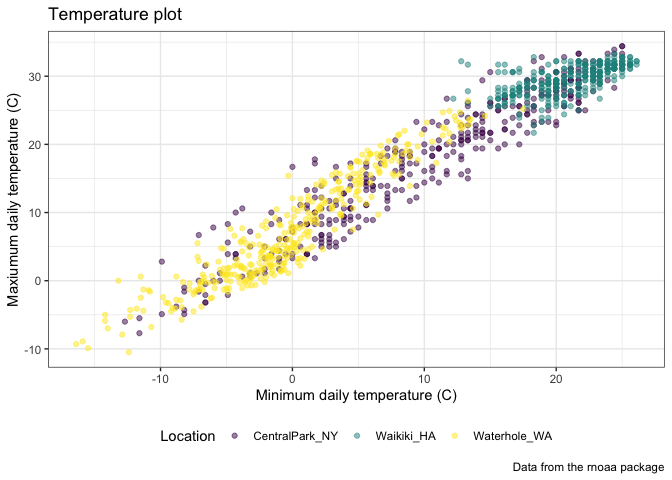 Temperature plot
Maxiumum daily temperature (C)
30
20
10
0
-10
-10 0 10 20
Minimum daily temperature (C)
Location CentralPark_NY Waikiki_HA Waterhole_WA
Data from the rnoaa package